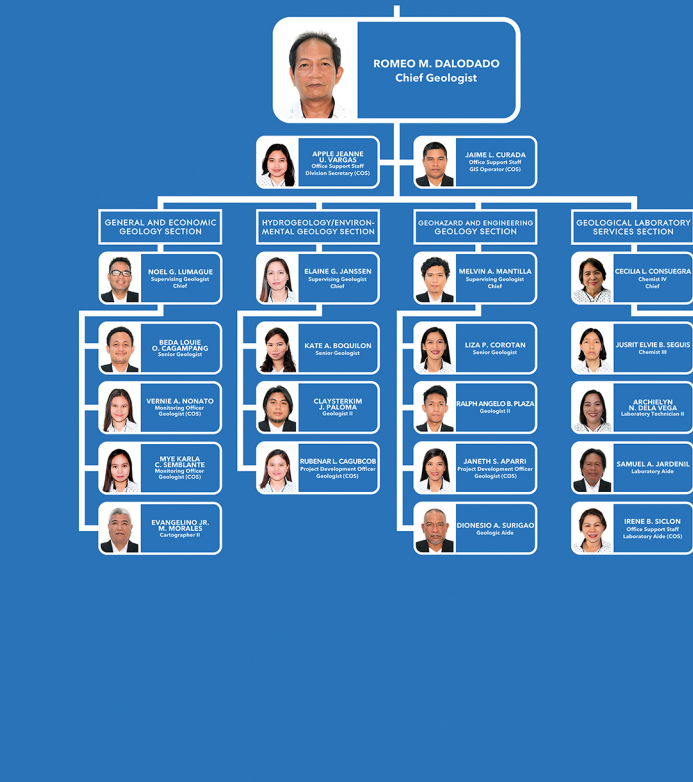 ROMEO M. DALODADO
Chief Geologist
APPLE JEANNE
U. VARGAS
Office Support Staff
Division Secretary (COS)
JAIME L. CURADA
Office Support Staff
GIS Operator (COS)
GENERAL AND ECONOMIC
GEOLOGY SECTION
NOEL G. LUMAGUE
Supervising Geologist
Chief
BEDA LOUIE
O. CAGAMPANG
Senior Geologist
VERNIE A. NONATO
Monitoring Officer
Geologist (COS)
MYE KARLA
C. SEMBLANTE
Monitoring Officer
Geologist (COS)
EVANGELINO JR.
M. MORALES
Cartographer II
HYDROGEOLOGY/ENVIRON-
MENTAL GEOLOGY SECTION
ELAINE G. JANSSEN
Supervising Geologist
Chief
KATE A. BOQUILON
Senior Geologist
CLAYSTERKIM
J. PALOMA
Geologist II
RUBENAR L. CAGUBCOB
Project Development Officer
Geologist (COS)
GEOHAZARD AND ENGINEERING
GEOLOGY SECTION
MELVIN A. MANTILLA
Supervising Geologist
Chief
LIZA P. COROTAN
Senior Geologist
RALPH ANGELO B. PLAZA
Geologist II
JANETH S. APARRI
Project Development Officer
Geologist (COS)
DIONESIO A. SURIGAO
Geologic Aide
GEOLOGICAL LABORATORY
SERVICES SECTION
CECILIA L. CONSUEGRA
Chemist IV
Chief
JUSRIT ELVIE B. SEGUIS
Chemist III
ARCHIELYN
N. DELA VEGA
Laboratory Technician II
SAMUEL A. JARDENIL
Laboratory Aide
IRENE B. SICLON
Office Support Staff
Laboratory Aide (COS)